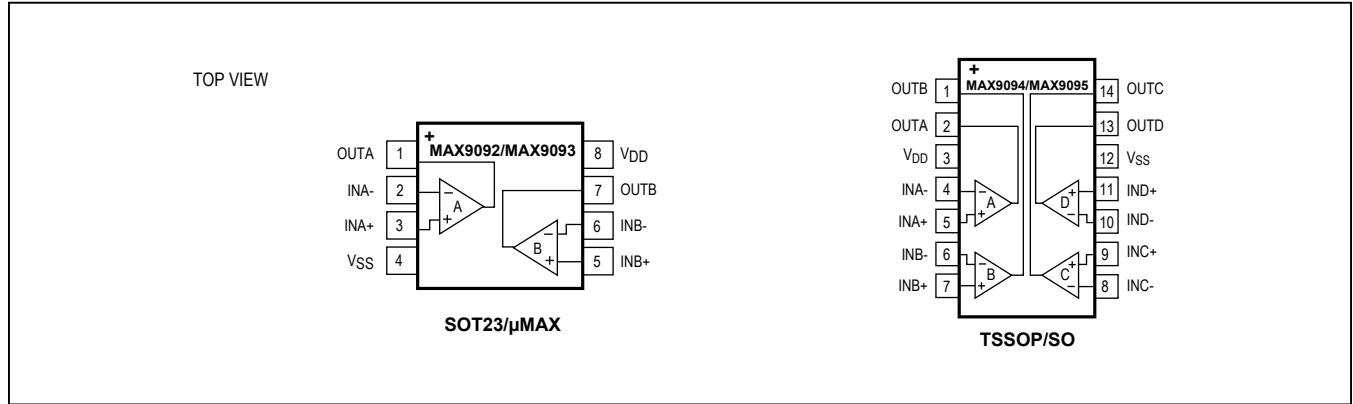 TOP VIEW
+
MAX9092/MAX9093
OUTA 1
8 VDD
INA- 2
7 OUTB
INA+ 3
6 INB-
VSS 4
5 INB+
− + A
B − +
SOT23/µMAX
+
MAX9094/MAX9095
OUTB 1
14 OUTC
OUTA 2
13 OUTD
VDD 3
12 VSS
INA- 4
11 IND+
INA+ 5
10 IND-
INB- 6
9 INC+
INB+ 7
8 INC-
− + A
D + −
− + B
C + −
TSSOP/SO